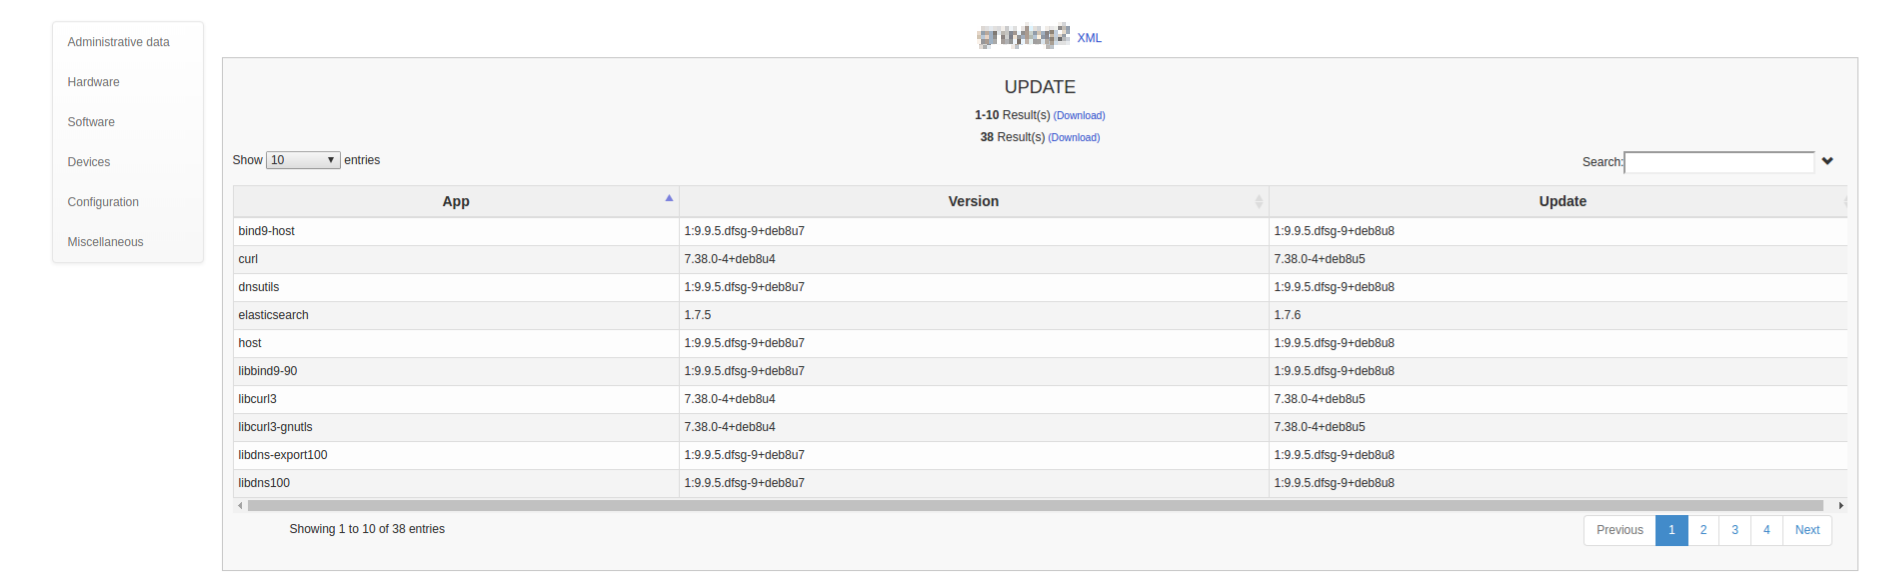 Administrative data
Hardware
Software
Devices
Configuration
Miscellaneous
XML
UPDATE
1-10 Result(s) (Download)
38 Result(s) (Download)
Show 10 entries
Search:
App Version Update
bind9-host 1:9.9.5.dfsg-9+deb8u7 1:9.9.5.dfsg-9+deb8u8
curl 7.38.0-4+deb8u4 7.38.0-4+deb8u5
dnsutils 1:9.9.5.dfsg-9+deb8u7 1:9.9.5.dfsg-9+deb8u8
elasticsearch 1.7.5 1.7.6
host 1:9.9.5.dfsg-9+deb8u7 1:9.9.5.dfsg-9+deb8u8
libbind9-90 1:9.9.5.dfsg-9+deb8u7 1:9.9.5.dfsg-9+deb8u8
libcurl3 7.38.0-4+deb8u4 7.38.0-4+deb8u5
libcurl3-gnutls 7.38.0-4+deb8u4 7.38.0-4+deb8u5
libdns-export100 1:9.9.5.dfsg-9+deb8u7 1:9.9.5.dfsg-9+deb8u8
libdns100 1:9.9.5.dfsg-9+deb8u7 1:9.9.5.dfsg-9+deb8u8
Showing 1 to 10 of 38 entries
Previous 1 2 3 4 Next